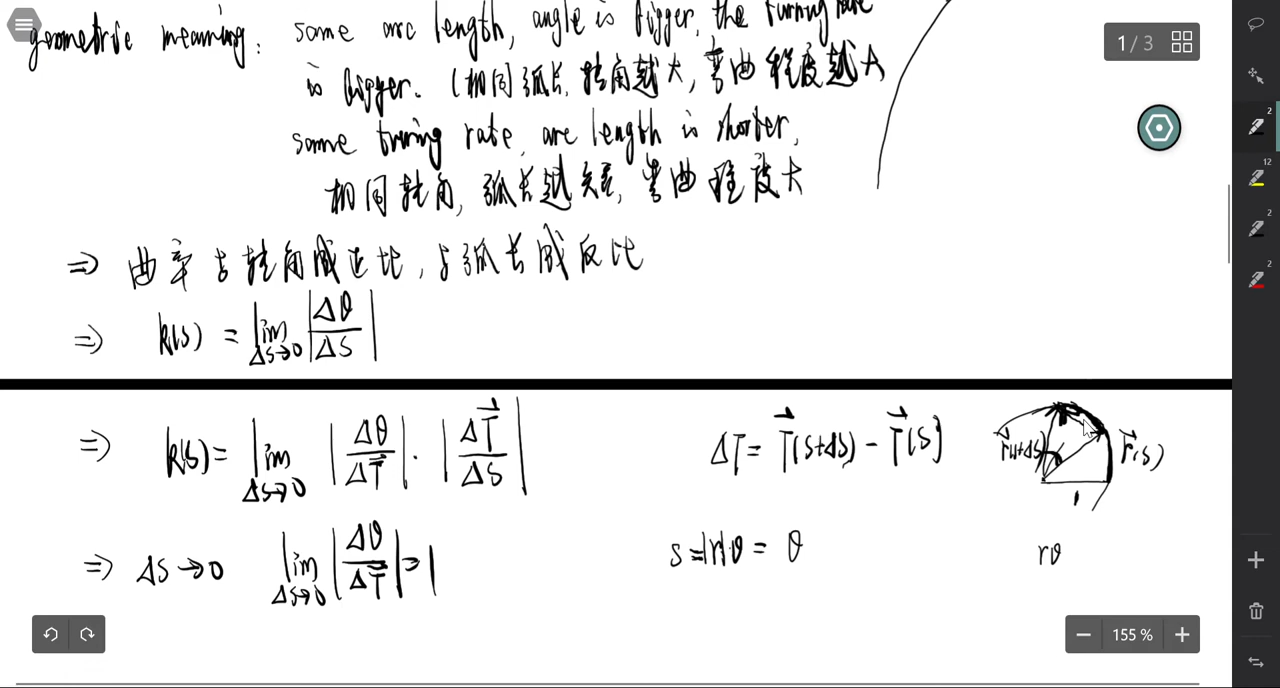 geometric meaning: same arc length, angle is bigger, the turning rate
is bigger. (相同弧长, 转角越大, 弯曲程度越大
same turing rate, arc length is shorter,
相同转角, 弧长越短, 弯曲程度大
⇒ 曲率与转角成正比, 与弧长成反比
⇒ k(s) = lim Δs→0 |Δθ/ΔS|
⇒ k(s) = lim Δs→0 |Δθ/ΔT⃗| · |ΔT⃗/ΔS|
ΔT = T⃗(s+Δs) - T⃗(s)
r⃗(s)
⇒ Δs→0 lim Δs→0 |Δθ/ΔT⃗| = 1
s = |r|θ = θ
rθ
1 / 3
2
12
2
155 %